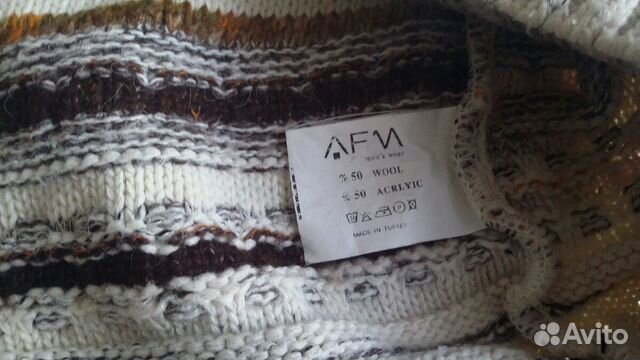 AFM
men's wear
%50 WOOL
%50 ACRLYIC
MADE IN TURKEY
Avito